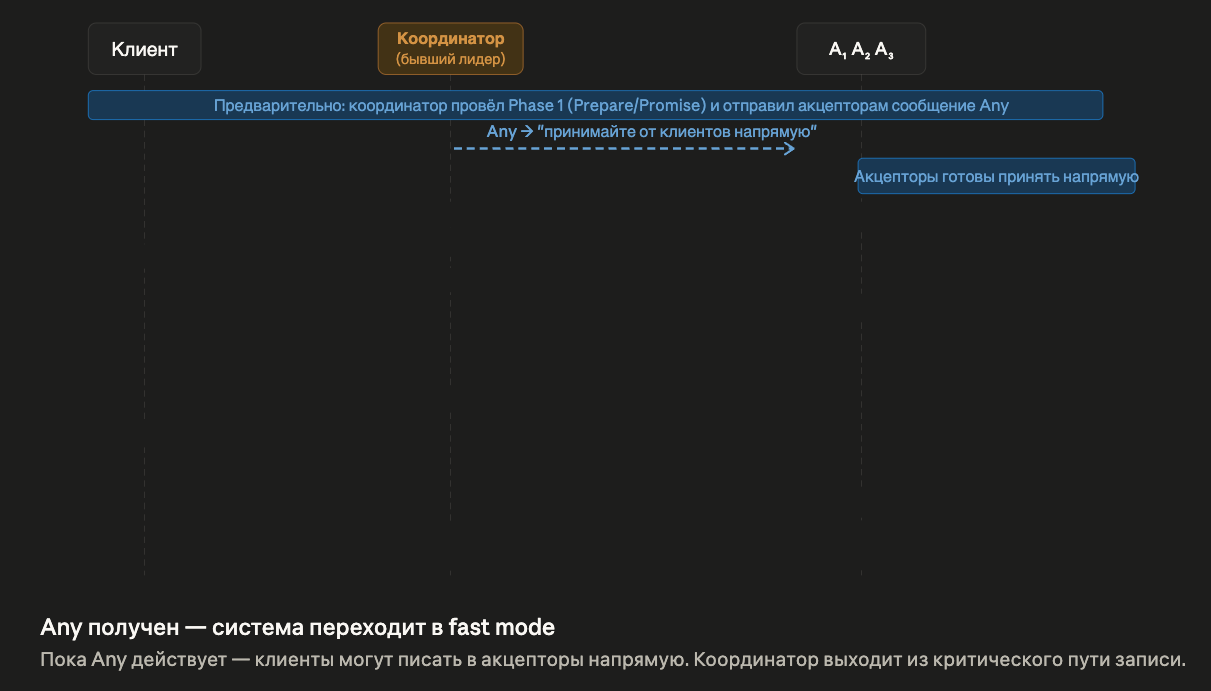 Клиент
Координатор
(бывший лидер)
A₁ A₂ A₃
Предварительно: координатор провёл Phase 1 (Prepare/Promise) и отправил акцепторам сообщение Any
Any → "принимайте от клиентов напрямую"
Акцепторы готовы принять напрямую
Any получен — система переходит в fast mode
Пока Any действует — клиенты могут писать в акцепторы напрямую. Координатор выходит из критического пути записи.